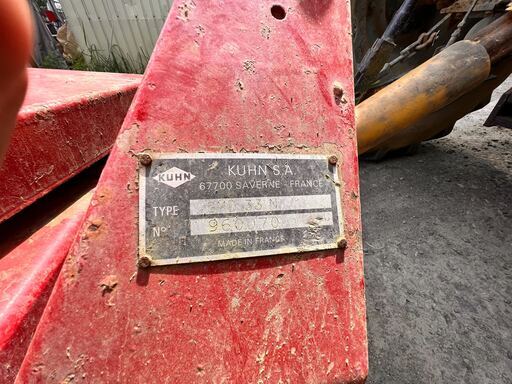 KUHN
KUHN S.A.
67700 SAVERNE - FRANCE
TYPE
N°
MADE IN FRANCE